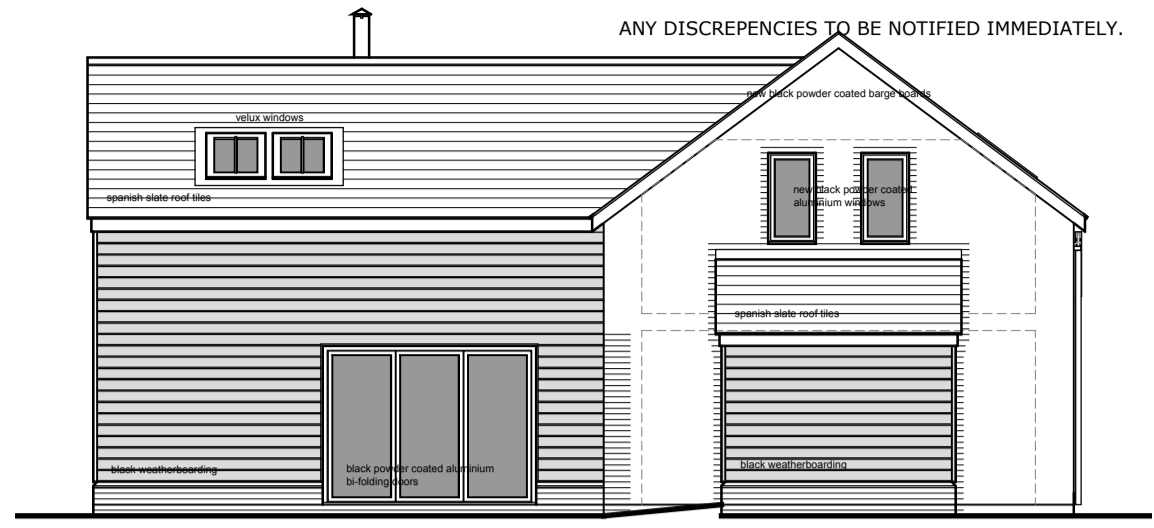 ANY DISCREPENCIES TO BE NOTIFIED IMMEDIATELY.
new black powder coated barge boards
velux windows
spanish slate roof tiles
new black powder coated
aluminium windows
spanish slate roof tiles
black weatherboarding
black powder coated aluminium
bi-folding doors
black weatherboarding